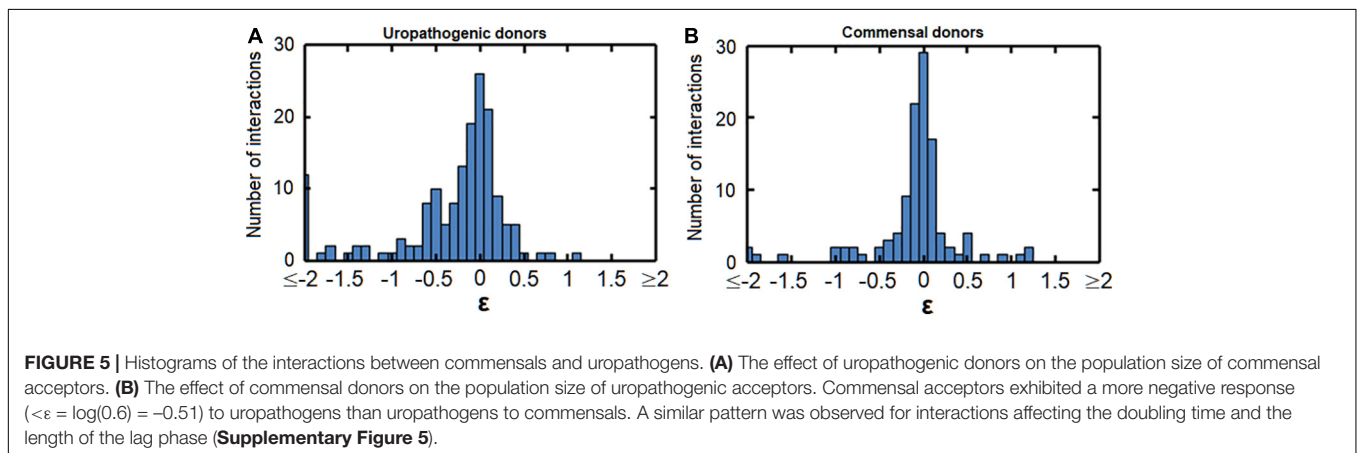 A
Uropathogenic donors
30
20
10
0
Number of interactions
≤-2 -1.5 -1 -0.5 0 0.5 1 1.5 ≥2
ε
B
Commensal donors
30
20
10
0
Number of interactions
≤-2 -1.5 -1 -0.5 0 0.5 1 1.5 ≥2
ε
FIGURE 5 | Histograms of the interactions between commensals and uropathogens. (A) The effect of uropathogenic donors on the population size of commensal
acceptors. (B) The effect of commensal donors on the population size of uropathogenic acceptors. Commensal acceptors exhibited a more negative response
(<ε = log(0.6) = –0.51) to uropathogens than uropathogens to commensals. A similar pattern was observed for interactions affecting the doubling time and the
length of the lag phase (Supplementary Figure 5).